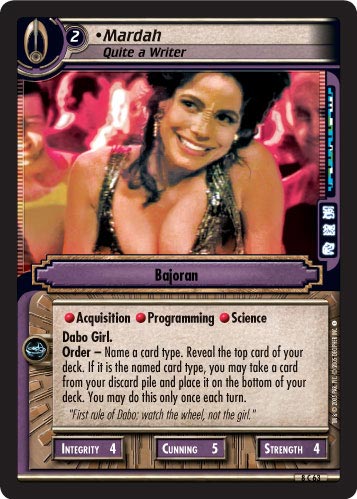 2
•Mardah
Quite a Writer
Bajoran
Acquisition Programming Science
Dabo Girl.
Order – Name a card type. Reveal the top card of your
deck. If it is the named card type, you may take a card
from your discard pile and place it on the bottom of your
deck. You may do this only once each turn.
"First rule of Dabo: watch the wheel, not the girl."
INTEGRITY 4 CUNNING 5 STRENGTH 4
8 C 68